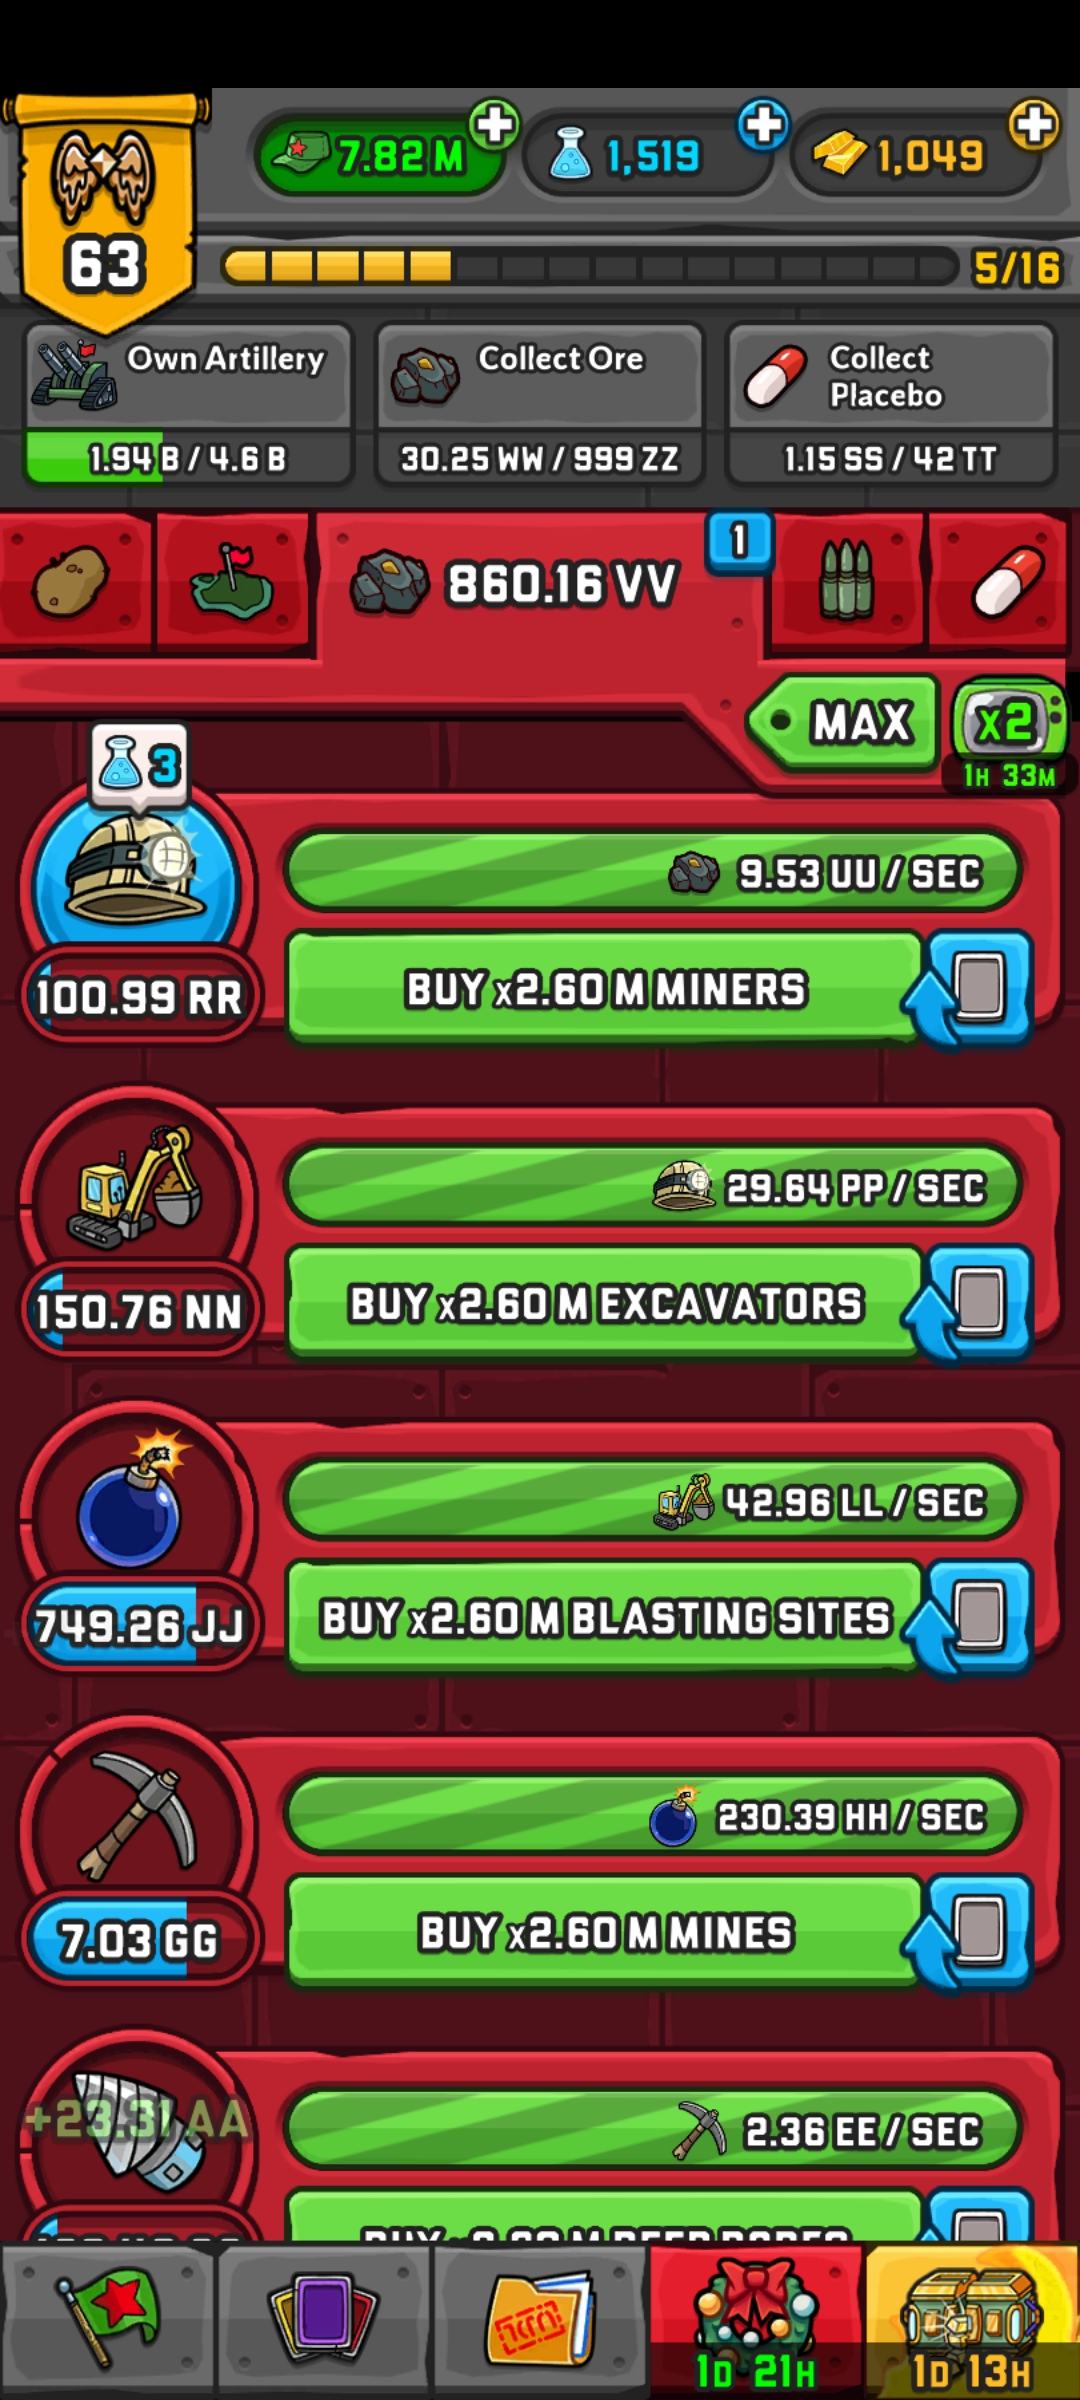 7.82 M
1,519
1,049
63
5/16
Own Artillery
1.94 B / 4.6 B
Collect Ore
30.25 WW / 999 ZZ
Collect
Placebo
1.15 SS / 42 TT
860.16 VV
1
MAX
x2
1H 33M
3
9.53 UU / SEC
100.99 RR
BUY x2.60 M MINERS
29.64 PP / SEC
150.76 NN
BUY x2.60 M EXCAVATORS
42.96 LL / SEC
749.26 JJ
BUY x2.60 M BLASTING SITES
230.39 HH / SEC
7.03 GG
BUY x2.60 M MINES
+23.31 AA
2.36 EE / SEC
1D 21H
1D 13H